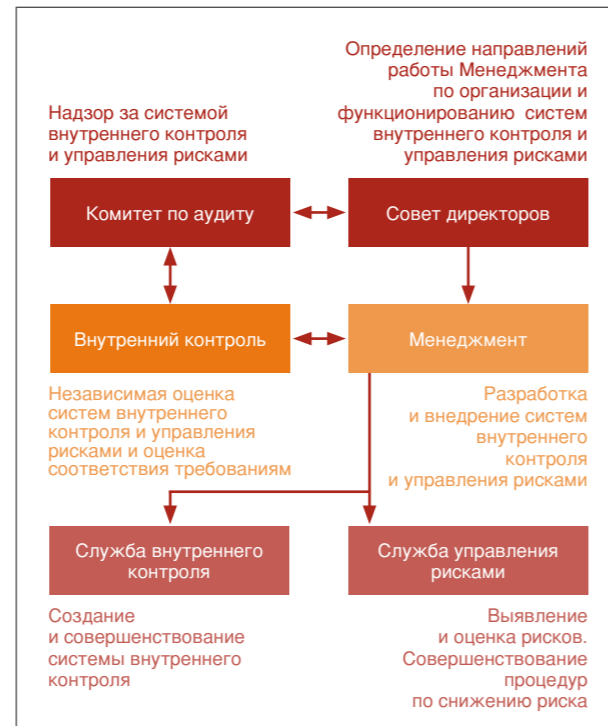 Надзор за системой
внутреннего контроля
и управления рисками
Определение направлений
работы Менеджмента
по организации и
функционированию систем
внутреннего контроля и
управления рисками
Комитет по аудиту
Совет директоров
Внутренний контроль
Менеджмент
Независимая оценка
систем внутреннего
контроля и управления
рисками и оценка
соответствия требованиям
Разработка
и внедрение систем
внутреннего
контроля
и управления рисками
Служба внутреннего
контроля
Служба управления
рисками
Создание
и совершенствование
системы внутреннего
контроля
Выявление
и оценка рисков.
Совершенствование
процедур
по снижению риска